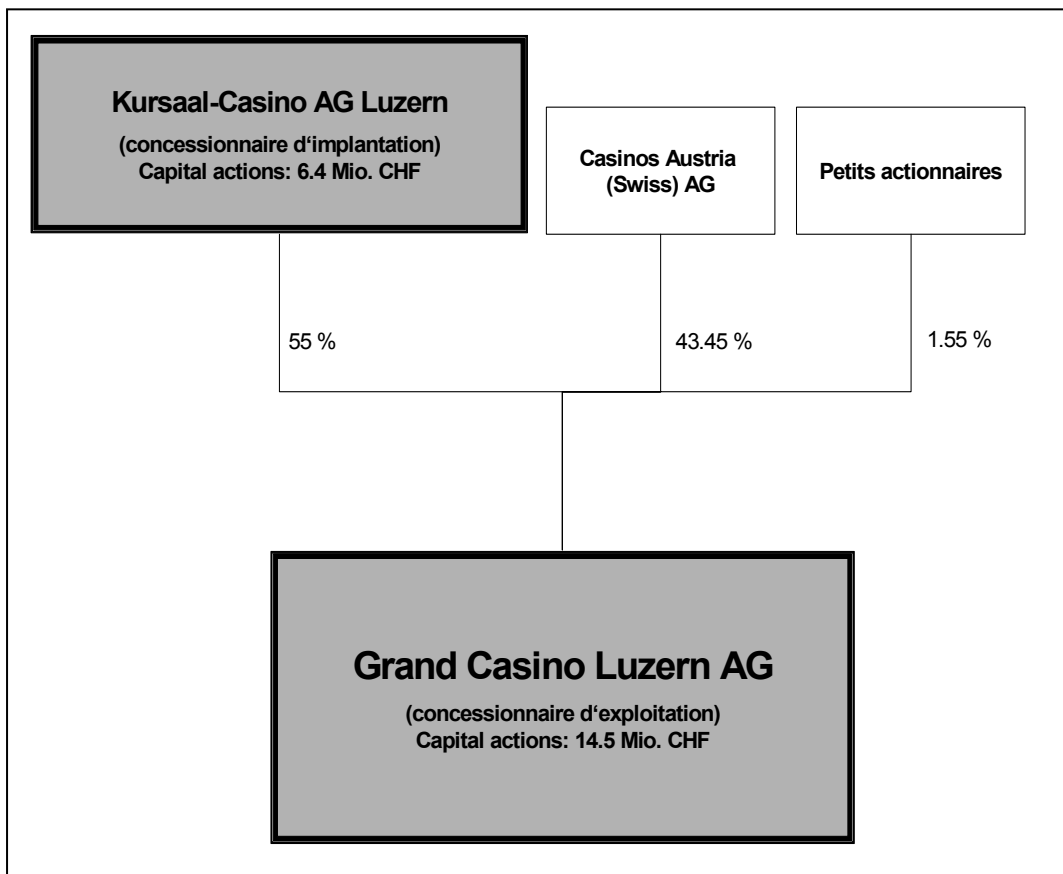 Kursaal-Casino AG Luzern
(concessionnaire d‘implantation)
Capital actions: 6.4 Mio. CHF
Casinos Austria
(Swiss) AG
Petits actionnaires
55 %
43.45 %
1.55 %
Grand Casino Luzern AG
(concessionnaire d‘exploitation)
Capital actions: 14.5 Mio. CHF